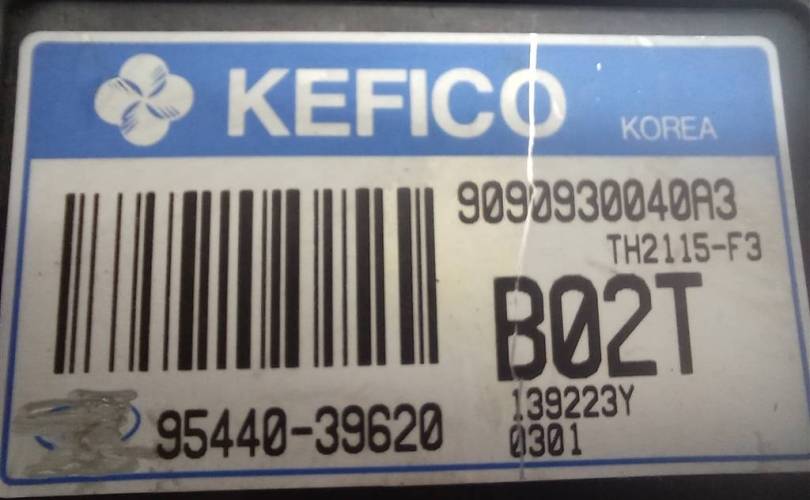 KEFICO
KOREA
9090930040A3
TH2115-F3
B02T
95440-39620
139223Y
0301